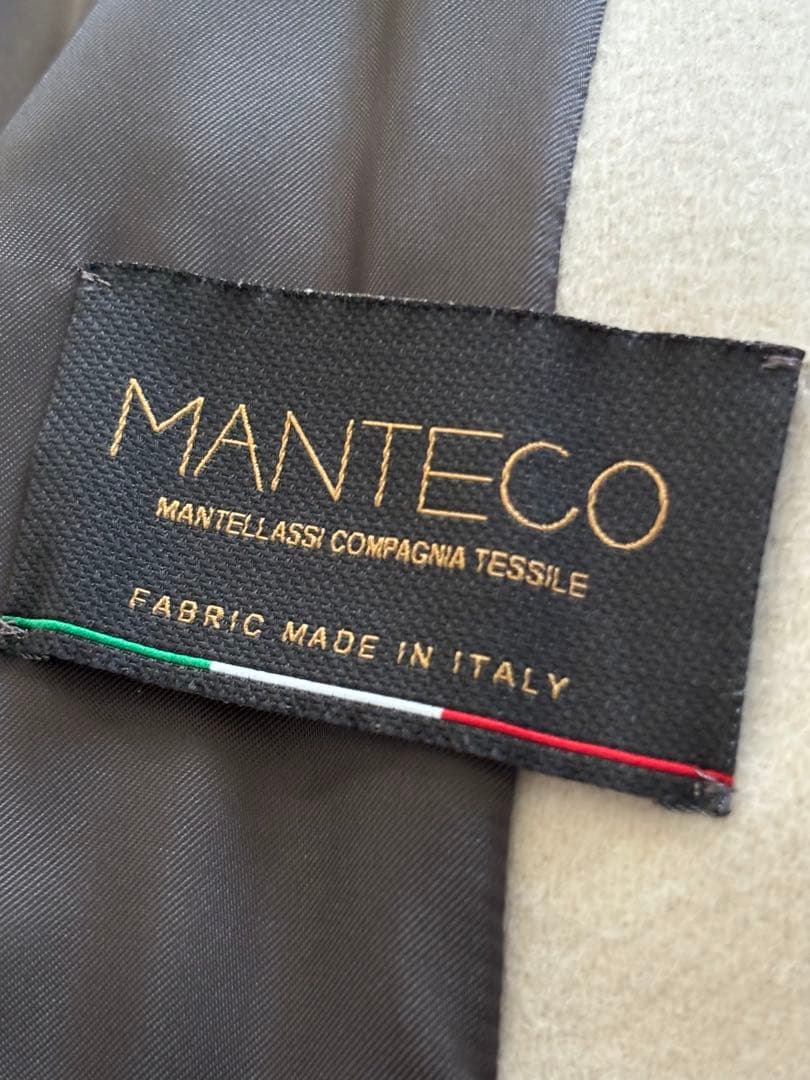 MANTECO
MANTELLASSI COMPAGNIA TESSILE
FABRIC MADE IN ITALY